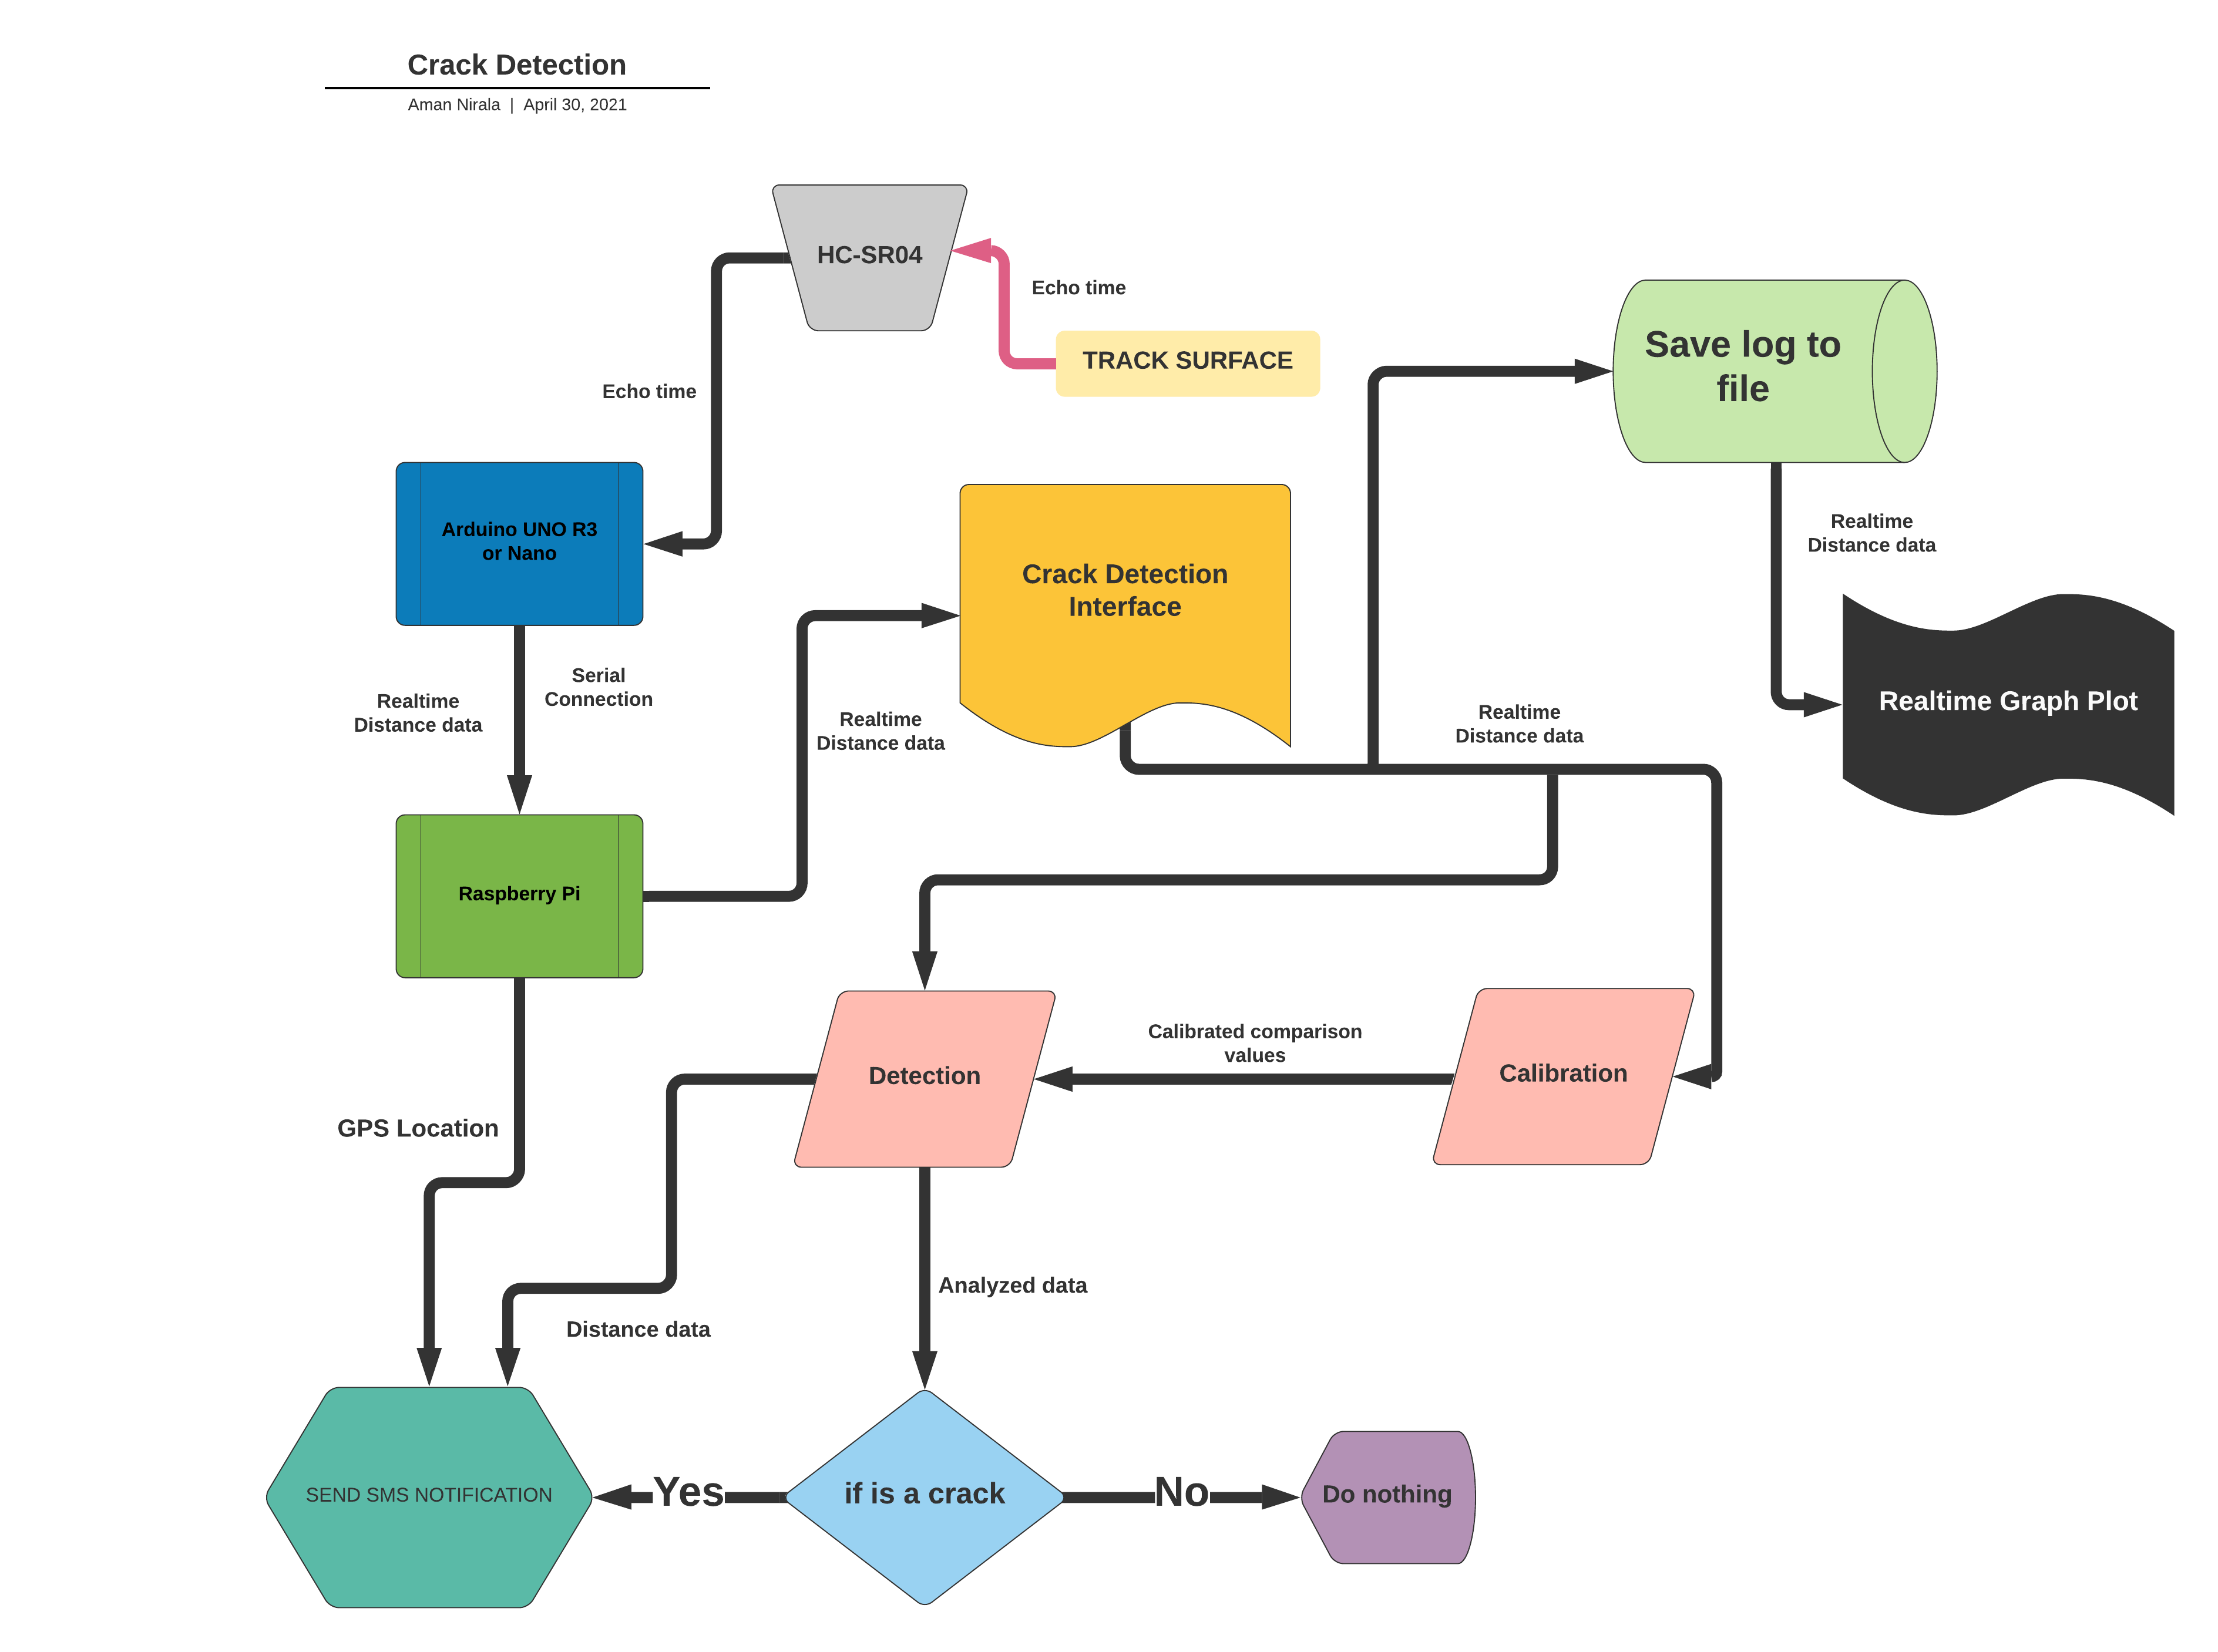 Crack Detection
Aman Nirala | April 30, 2021
HC-SR04
Echo time
TRACK SURFACE
Echo time
Save log to
file
Arduino UNO R3
or Nano
Crack Detection
Interface
Realtime
Distance data
Serial
Connection
Realtime
Distance data
Realtime
Distance data
Realtime
Distance data
Realtime Graph Plot
Raspberry Pi
Calibrated comparison
values
Detection
Calibration
GPS Location
Analyzed data
Distance data
SEND SMS NOTIFICATION
Yes
if is a crack
No
Do nothing